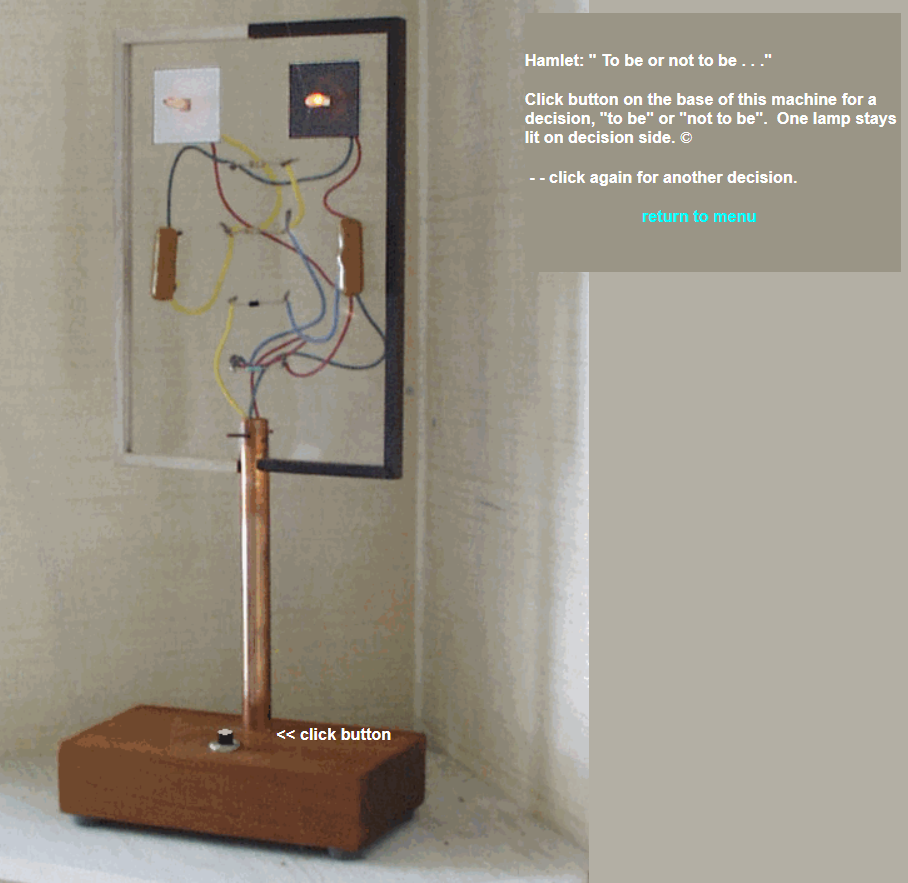 Hamlet: " To be or not to be . . ."
Click button on the base of this machine for a
decision, "to be" or "not to be".  One lamp stays
lit on decision side. ©
- - click again for another decision.
return to menu
<< click button